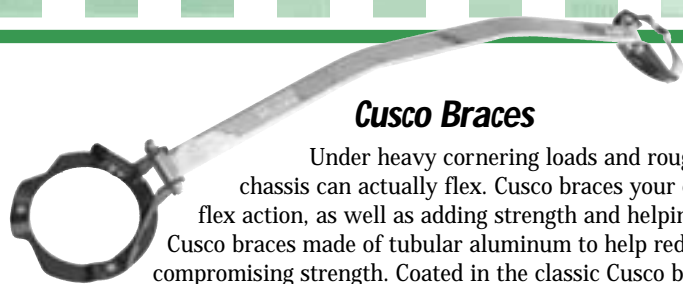 Cusco Braces
Under heavy cornering loads and roug
chassis can actually flex. Cusco braces your
flex action, as well as adding strength and helpin
Cusco braces made of tubular aluminum to help red
compromising strength. Coated in the classic Cusco b